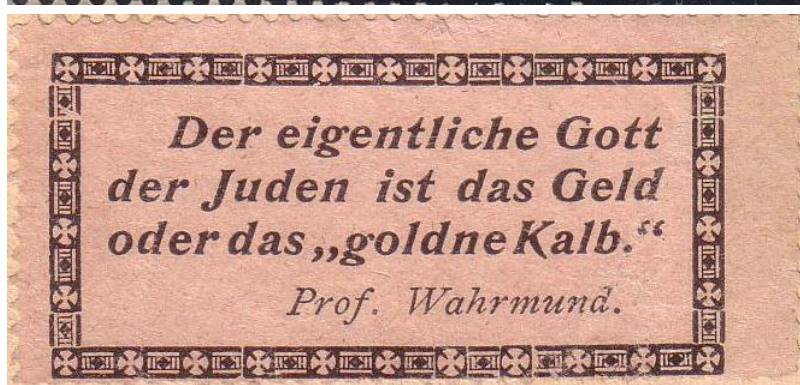 Der eigentliche Gott
der Juden ist das Geld
oder das „goldne Kalb.“
Prof. Wahrmund.